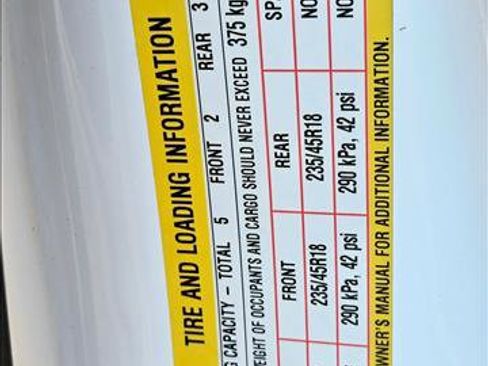 TIRE AND LOADING INFORMATION
CAPACITY – TOTAL 5 FRONT 2 REAR 3
OF OCCUPANTS AND CARGO SHOULD NEVER EXCEED 375 kg
FRONT REAR
235/45R18 235/45R18 NO
290 kPa, 42 psi 290 kPa, 42 psi NO
MANUAL FOR ADDITIONAL INFORMATION.